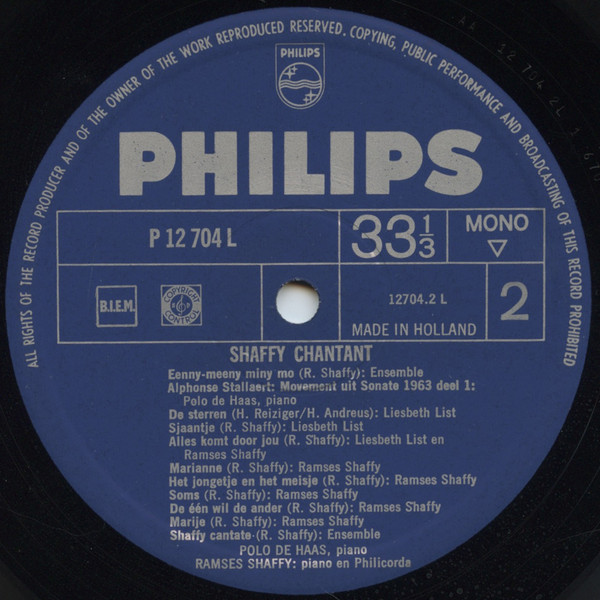 ALL RIGHTS OF THE RECORD PRODUCER AND OF THE OWNER OF THE WORK REPRODUCED RESERVED. COPYING, PUBLIC PERFORMANCE AND BROADCASTING OF THIS RECORD PROHIBITED
PHILIPS
PHILIPS
P 12 704 L
33 1/3
MONO
B.I.E.M.
COPYRIGHT CONTROL
12704.2 L
MADE IN HOLLAND
2
SHAFFY CHANTANT
Eenny-meeny miny mo (R. Shaffy): Ensemble
Alphonse Stallaert: Movement uit Sonate 1963 deel 1:
Polo de Haas, piano
De sterren (H. Reiziger/H. Andreus): Liesbeth List
Sjaantje (R. Shaffy): Liesbeth List
Alles komt door jou (R. Shaffy): Liesbeth List en
Ramses Shaffy
Marianne (R. Shaffy): Ramses Shaffy
Het jongetje en het meisje (R. Shaffy): Ramses Shaffy
Soms (R. Shaffy): Ramses Shaffy
De één wil de ander (R. Shaffy): Ramses Shaffy
Marije (R. Shaffy): Ramses Shaffy
Shaffy cantate (R. Shaffy): Ensemble
POLO DE HAAS, piano
RAMSES SHAFFY: piano en Philicorda